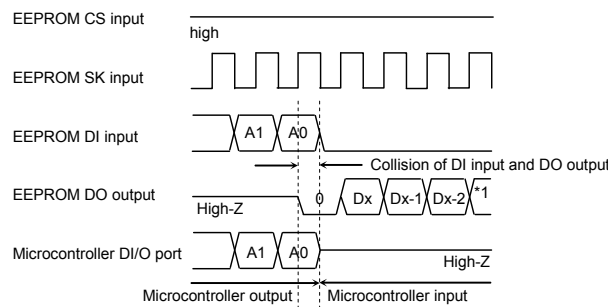 EEPROM CS input
high
EEPROM SK input
EEPROM DI input
A1 A0
Collision of DI input and DO output
EEPROM DO output
High-Z
0 Dx Dx-1 Dx-2 *1
Microcontroller DI/O port
A1 A0
High-Z
Microcontroller output Microcontroller input